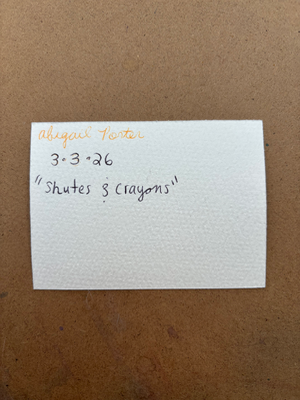 abigail Porter
3.3.26
"Shutes & Crayons"